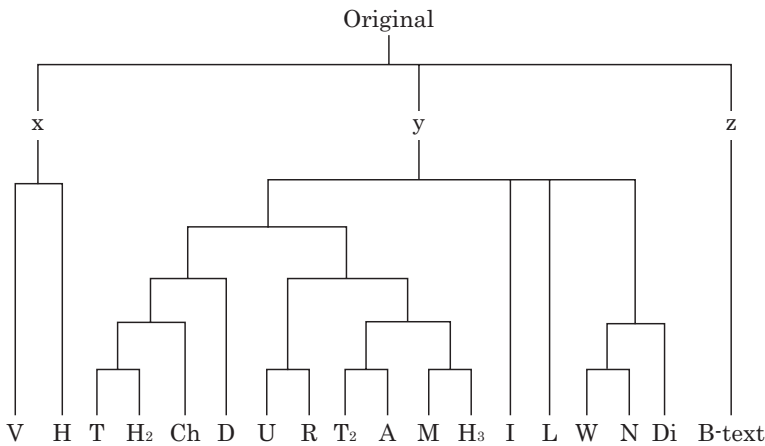 Original
x y z
V H T H₂ Ch D U R T₂ A M H₃ I L W N Di B-text